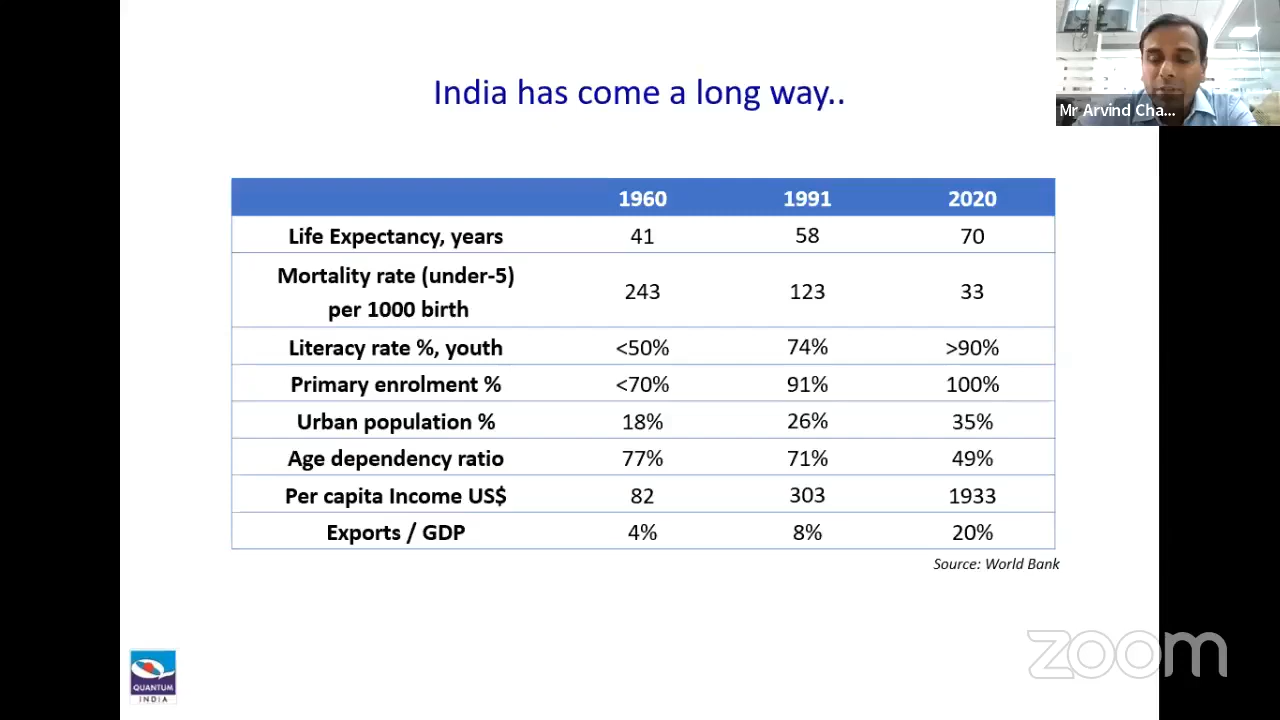 India has come a long way..
Mr Arvind Cha...
1960 1991 2020
Life Expectancy, years 41 58 70
Mortality rate (under-5)
per 1000 birth 243 123 33
Literacy rate %, youth <50% 74% >90%
Primary enrolment % <70% 91% 100%
Urban population % 18% 26% 35%
Age dependency ratio 77% 71% 49%
Per capita Income US$ 82 303 1933
Exports / GDP 4% 8% 20%
Source: World Bank
QUANTUM
INDIA
zoom